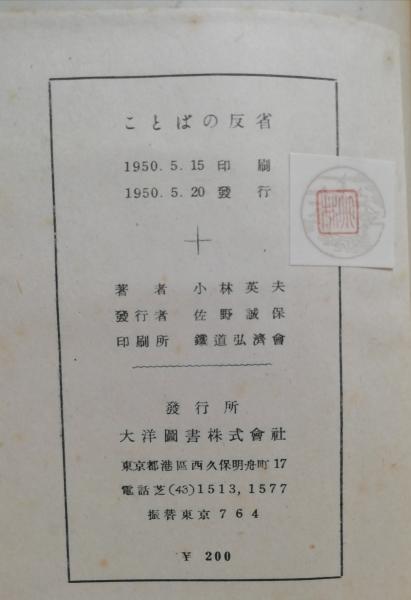 ことばの反省
1950. 5. 15 印刷
1950. 5. 20 發行
著者 小林英夫
發行者 佐野誠保
印刷所 鐵道弘濟會
發行所
大洋圖書株式會社
東京都港區西久保明舟町17
電話芝(43)1513, 1577
振替東京 764
¥ 200